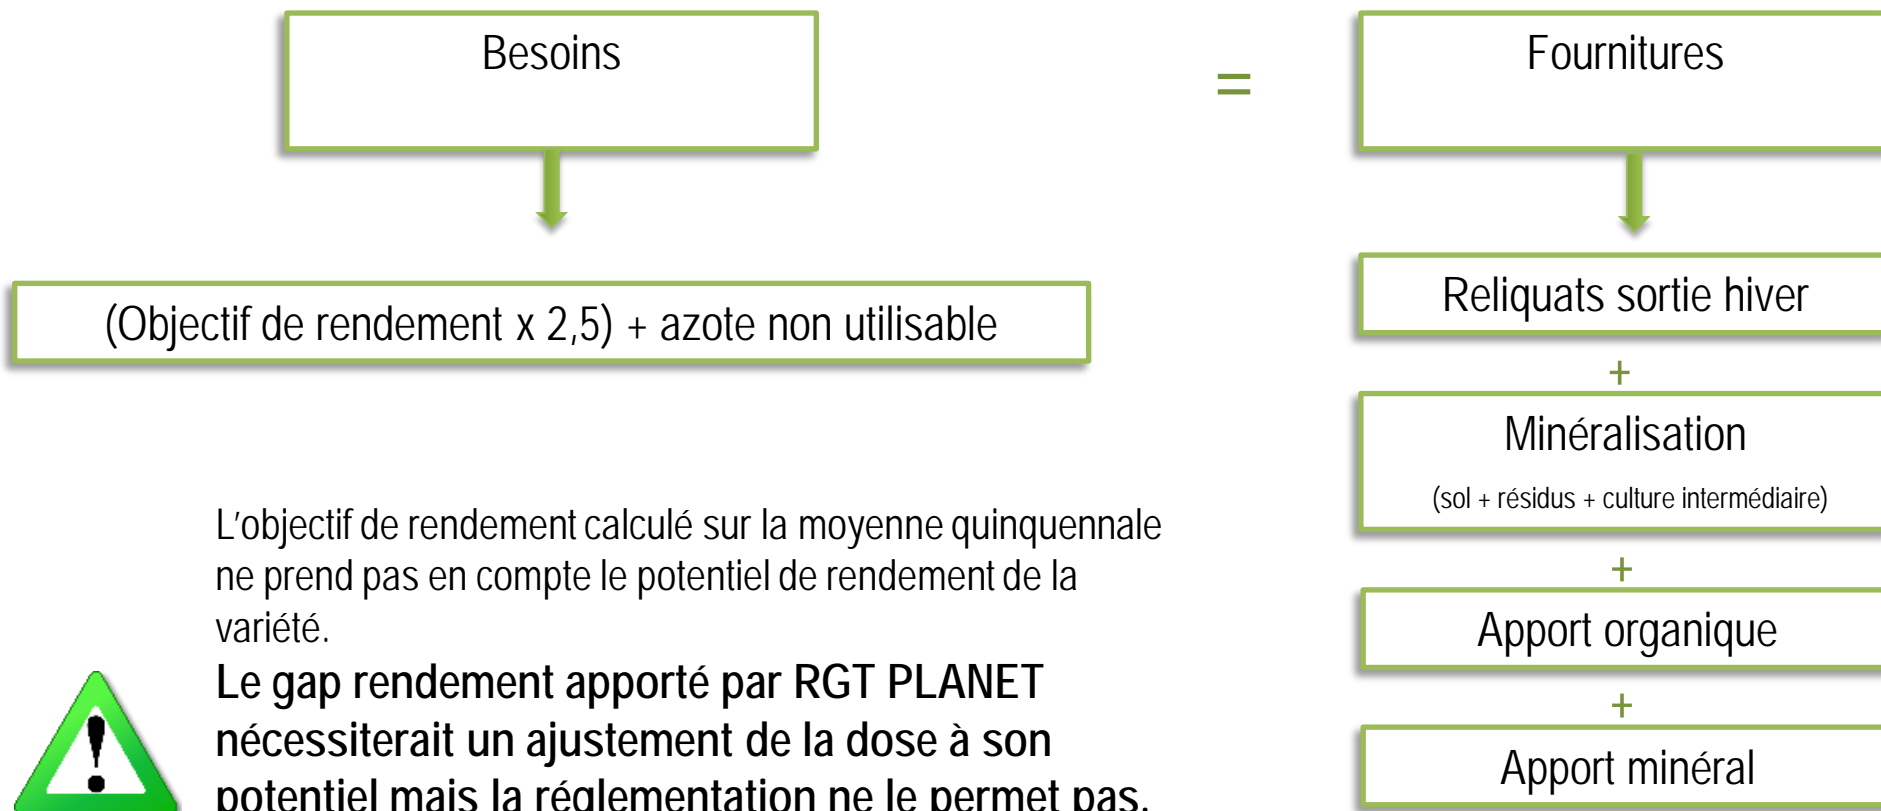 Besoins
=
Fournitures
(Objectif de rendement x 2,5) + azote non utilisable
Reliquats sortie hiver
+
Minéralisation
(sol + résidus + culture intermédiaire)
+
Apport organique
+
Apport minéral
L'objectif de rendement calculé sur la moyenne quinquennale
ne prend pas en compte le potentiel de rendement de la
variété.
Le gap rendement apporté par RGT PLANET
nécessiterait un ajustement de la dose à son
potentiel mais la réglementation ne le permet pas.
!